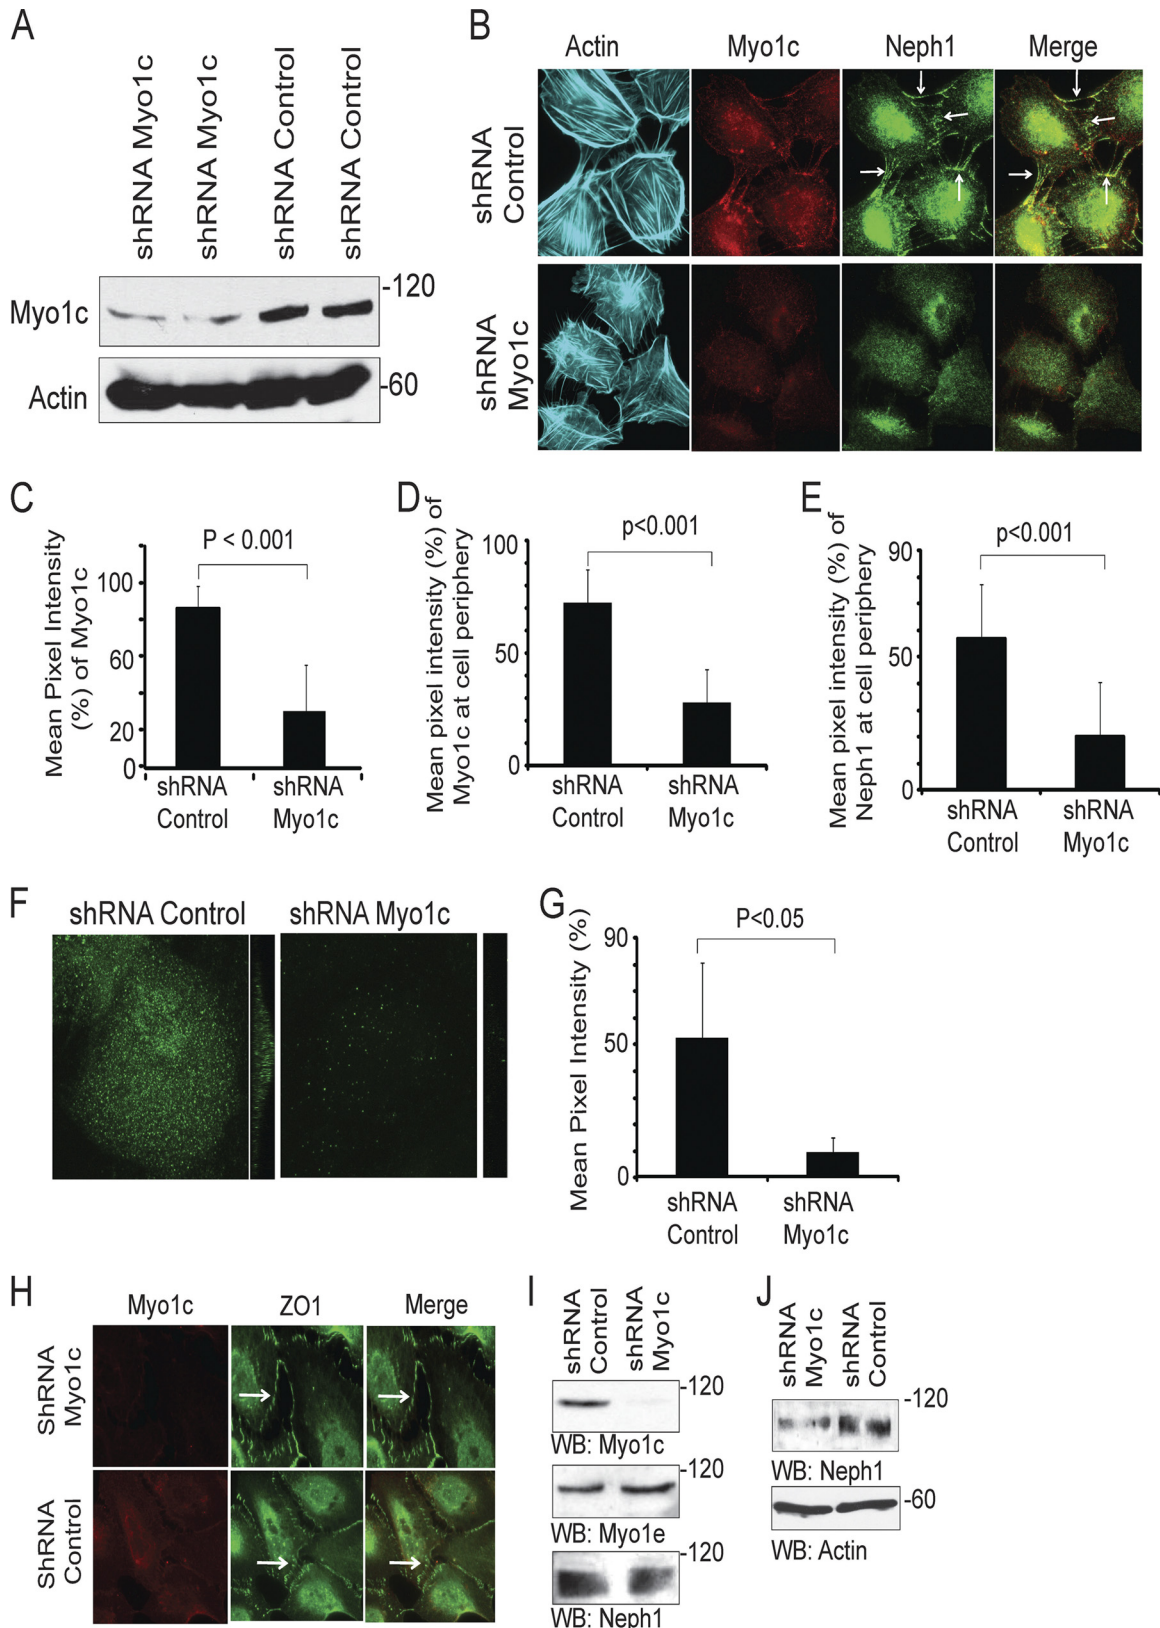 A
shRNA Myo1c
shRNA Myo1c
shRNA Control
shRNA Control
Myo1c
-120
Actin
-60
B
Actin
Myo1c
Neph1
Merge
shRNA
Control
shRNA
Myo1c
C
Mean Pixel Intensity
(%) of Myo1c
P < 0.001
100
60
20
0
shRNA
Control
shRNA
Myo1c
D
Mean pixel intensity (%) of
Myo1c at cell periphery
p<0.001
100
50
0
shRNA
Control
shRNA
Myo1c
E
Mean pixel intensity (%) of
Neph1 at cell periphery
p<0.001
90
50
0
shRNA
Control
shRNA
Myo1c
F
shRNA Control
shRNA Myo1c
G
Mean Pixel Intensity (%)
P<0.05
90
50
0
shRNA
Control
shRNA
Myo1c
H
Myo1c
ZO1
Merge
ShRNA
Myo1c
ShRNA
Control
I
shRNA
Control
shRNA
Myo1c
-120
WB: Myo1c
-120
WB: Myo1e
-120
WB: Neph1
J
shRNA
Myo1c
shRNA
Control
-120
WB: Neph1
-60
WB: Actin